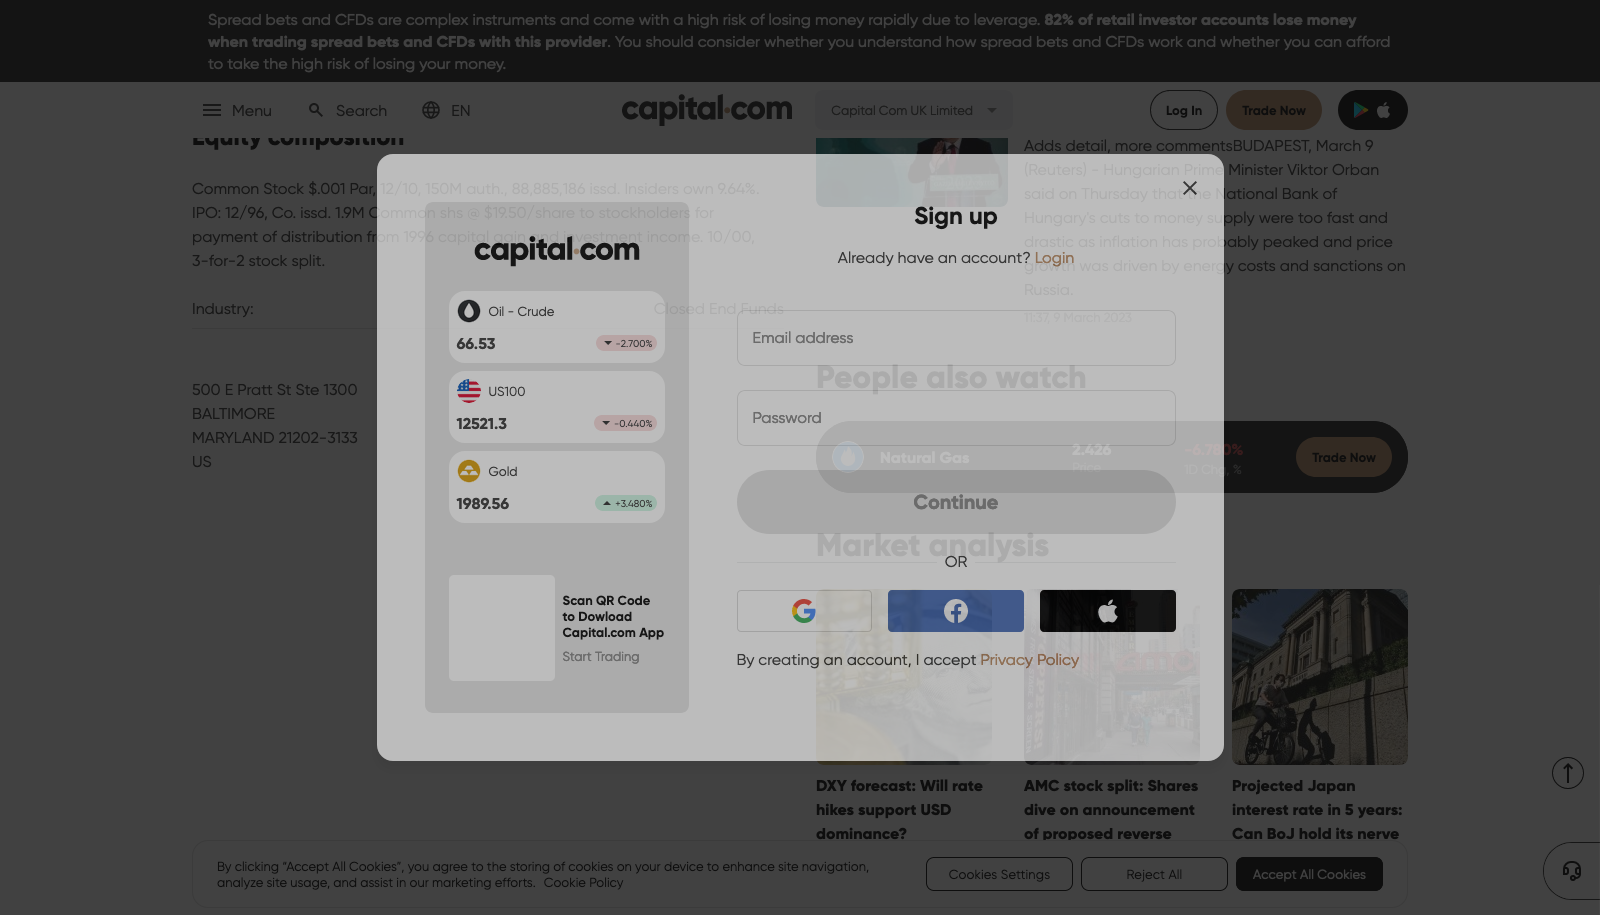 Spread bets and CFDs are complex instruments and come with a high risk of losing money rapidly due to leverage. 82% of retail investor accounts lose money
when trading spread bets and CFDs with this provider. You should consider whether you understand how spread bets and CFDs work and whether you can afford
to take the high risk of losing your money.
Menu
Search
EN
capital.com
Capital Com UK Limited
Log In
Trade Now
Equity composition
Common Stock $.001 Par, 12/10, 150M auth., 88,885,186 issd. Insiders own 9.64%.
IPO: 12/96, Co. issd. 1.9M Common shs @ $19.50/share to stockholders for
payment of distribution from 1996 capital gain and investment income. 10/00,
3-for-2 stock split.
Industry:
Closed End Funds
500 E Pratt St Ste 1300
BALTIMORE
MARYLAND 21202-3133
US
Adds detail, more commentsBUDAPEST, March 9
(Reuters) - Hungarian Prime Minister Viktor Orban
said on Thursday that the National Bank of
Hungary's cuts to money supply were too fast and
drastic as inflation has probably peaked and price
growth was driven by energy costs and sanctions on
Russia.
11:37, 9 March 2023
People also watch
Natural Gas
2.426
Price
-6.780%
1D Chg, %
Trade Now
Market analysis
DXY forecast: Will rate
hikes support USD
dominance?
AMC stock split: Shares
dive on announcement
of proposed reverse
Projected Japan
interest rate in 5 years:
Can BoJ hold its nerve
capital.com
Oil - Crude
66.53
-2.700%
US100
12521.3
-0.440%
Gold
1989.56
+3.480%
Scan QR Code
to Dowload
Capital.com App
Start Trading
Sign up
Already have an account? Login
Email address
Password
Continue
OR
By creating an account, I accept Privacy Policy
By clicking “Accept All Cookies”, you agree to the storing of cookies on your device to enhance site navigation,
analyze site usage, and assist in our marketing efforts. Cookie Policy
Cookies Settings
Reject All
Accept All Cookies